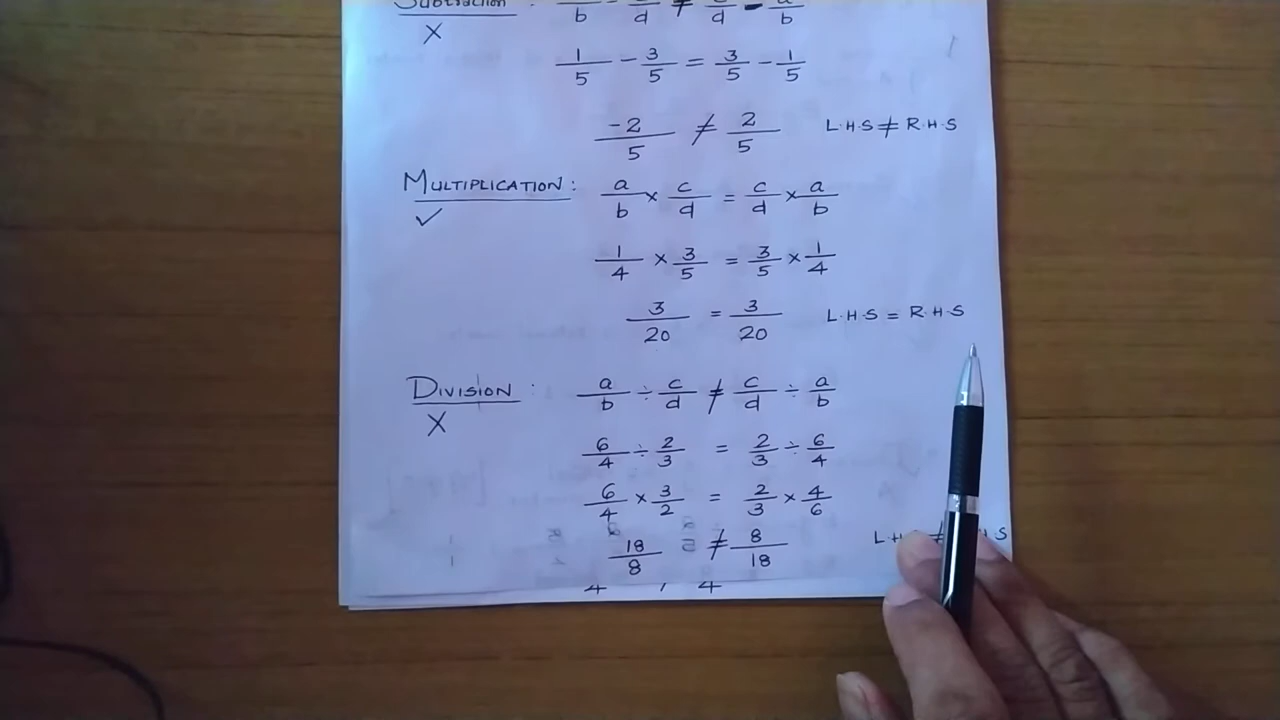 Subtraction : a/b - c/d ≠ c/d - a/b
X
1/5 - 3/5 = 3/5 - 1/5
-2/5 ≠ 2/5 L.H.S ≠ R.H.S
MULTIPLICATION : a/b × c/d = c/d × a/b
✓
1/4 × 3/5 = 3/5 × 1/4
3/20 = 3/20 L.H.S = R.H.S
DIVISION : a/b ÷ c/d ≠ c/d ÷ a/b
X
6/4 ÷ 2/3 = 2/3 ÷ 6/4
6/4 × 3/2 = 2/3 × 4/6
18/8 ≠ 8/18